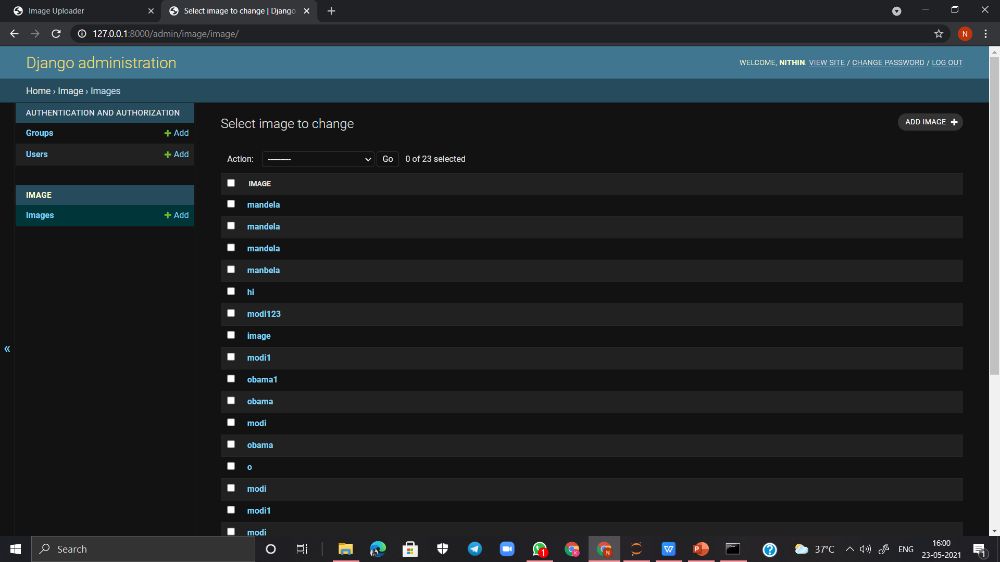 Image Uploader
Select image to change | Django
127.0.0.1:8000/admin/image/image/
N
Django administration
WELCOME, NITHIN. VIEW SITE / CHANGE PASSWORD / LOG OUT
Home › Image › Images
AUTHENTICATION AND AUTHORIZATION
Groups
Add
Users
Add
IMAGE
Images
Add
Select image to change
ADD IMAGE
Action: --------- Go 0 of 23 selected
IMAGE
mandela
mandela
mandela
manbela
hi
modi123
image
modi1
obama1
obama
modi
obama
o
modi
modi1
modi
Search
1
K
N
W
P
?
37°C
ENG
16:00
23-05-2021
1